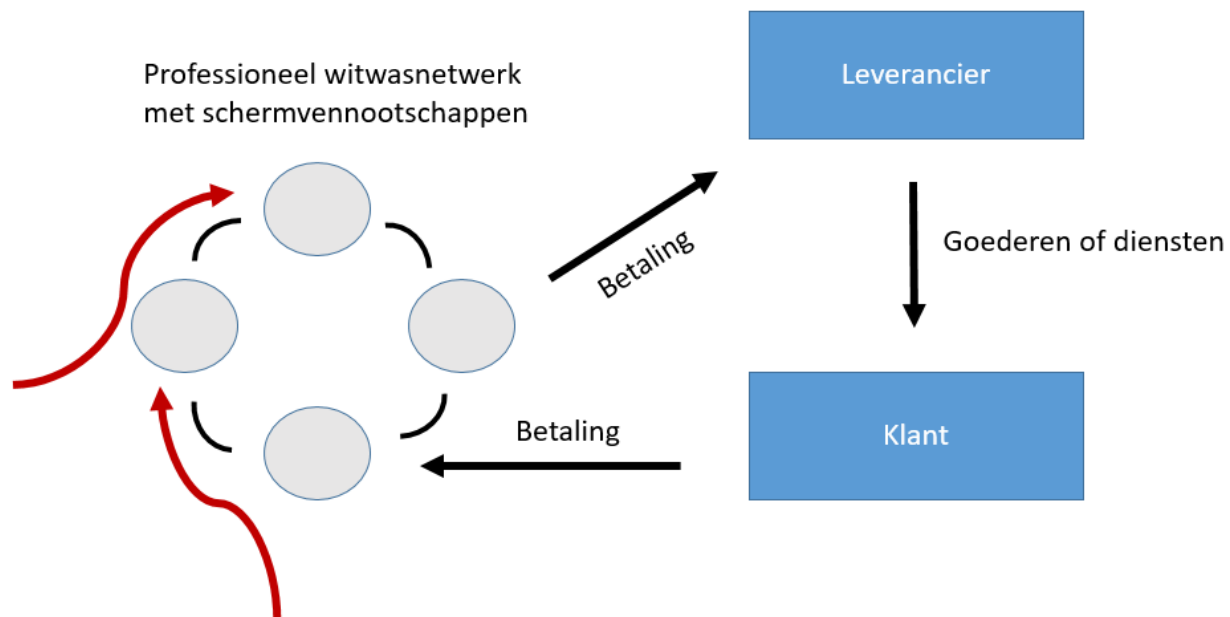 Professioneel witwasnetwerk
met schermvennootschappen
Leverancier
Betaling
Goederen of diensten
Betaling
Klant